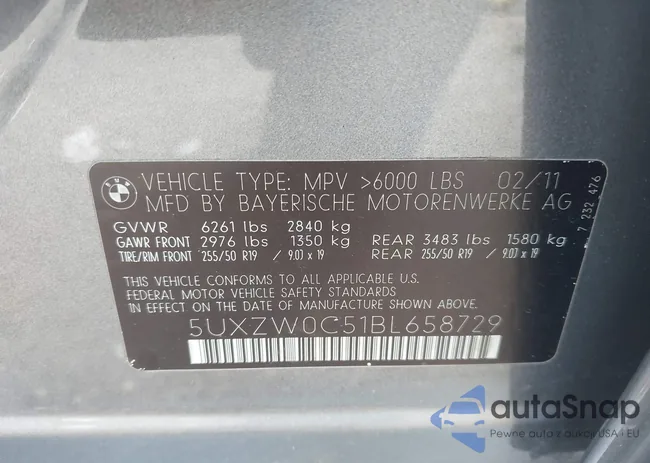 BMW
VEHICLE TYPE: MPV >6000 LBS 02/11
MFD BY BAYERISCHE MOTORENWERKE AG
GVWR 6261 lbs 2840 kg
GAWR FRONT 2976 lbs 1350 kg REAR 3483 lbs 1580 kg
TIRE/RIM FRONT 255/50 R19 / 9.0J x 19 REAR 255/50 R19 / 9.0J x 19
THIS VEHICLE CONFORMS TO ALL APPLICABLE U.S.
FEDERAL MOTOR VEHICLE SAFETY STANDARDS
IN EFFECT ON THE DATE OF MANUFACTURE SHOWN ABOVE.
5UXZW0C51BL658729
7 232 476
autaSnap
Pewne auta z aukcji USA i EU